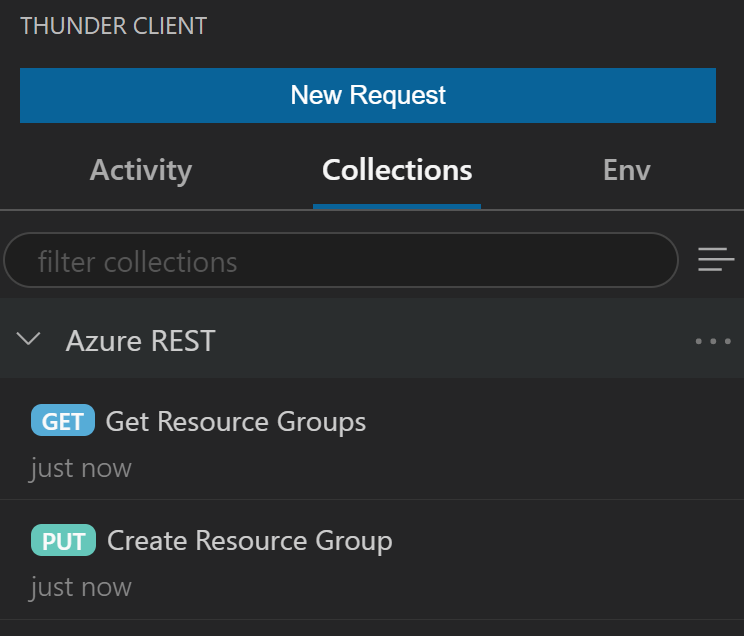 THUNDER CLIENT
New Request
Activity Collections Env
filter collections
Azure REST
GET Get Resource Groups
just now
PUT Create Resource Group
just now